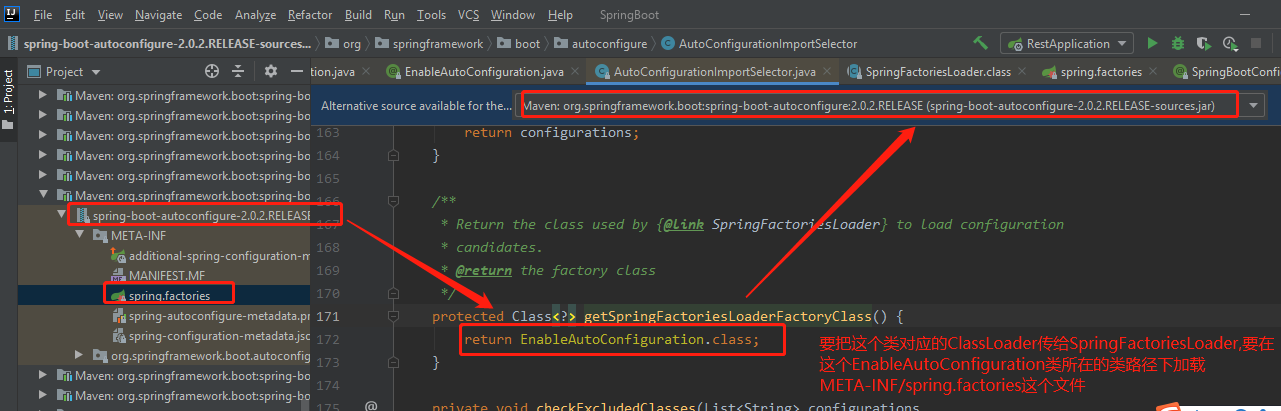 File Edit View Navigate Code Analyze Refactor Build Run Tools VCS Window Help SpringBoot
spring-boot-autoconfigure-2.0.2.RELEASE-sources... org springframework boot autoconfigure AutoConfigurationImportSelector RestApplication
Project tion.java EnableAutoConfiguration.java AutoConfigurationImportSelector.java SpringFactoriesLoader.class spring.factories SpringBootConfi
1: Project
Alternative source available for the... Maven: org.springframework.boot:spring-boot-autoconfigure:2.0.2.RELEASE (spring-boot-autoconfigure-2.0.2.RELEASE-sources.jar)
Maven: org.springframework.boot:spring-bo
Maven: org.springframework.boot:spring-bo
Maven: org.springframework.boot:spring-bo
Maven: org.springframework.boot:spring-bo
Maven: org.springframework.boot:spring-bo
Maven: org.springframework.boot:spring-bo
spring-boot-autoconfigure-2.0.2.RELEASE
META-INF
additional-spring-configuration-m
MANIFEST.MF
spring.factories
spring-autoconfigure-metadata.pr
spring-configuration-metadata.jsc
org.springframework.boot.autoconfig
Maven: org.springframework.boot:spring-bo
Maven: org.springframework.boot:spring-bo
163 return configurations;
164 }
165
166 /**
167 * Return the class used by {@link SpringFactoriesLoader} to load configuration
168 * candidates.
169 * @return the factory class
170 */
171 protected Class<?> getSpringFactoriesLoaderFactoryClass() {
172 return EnableAutoConfiguration.class;
173 }
174
175 @ private void checkExcludedClasses(List<String> configurations,
要把这个类对应的ClassLoader传给SpringFactoriesLoader,要在
这个EnableAutoConfiguration类所在的类路径下加载
META-INF/spring.factories这个文件